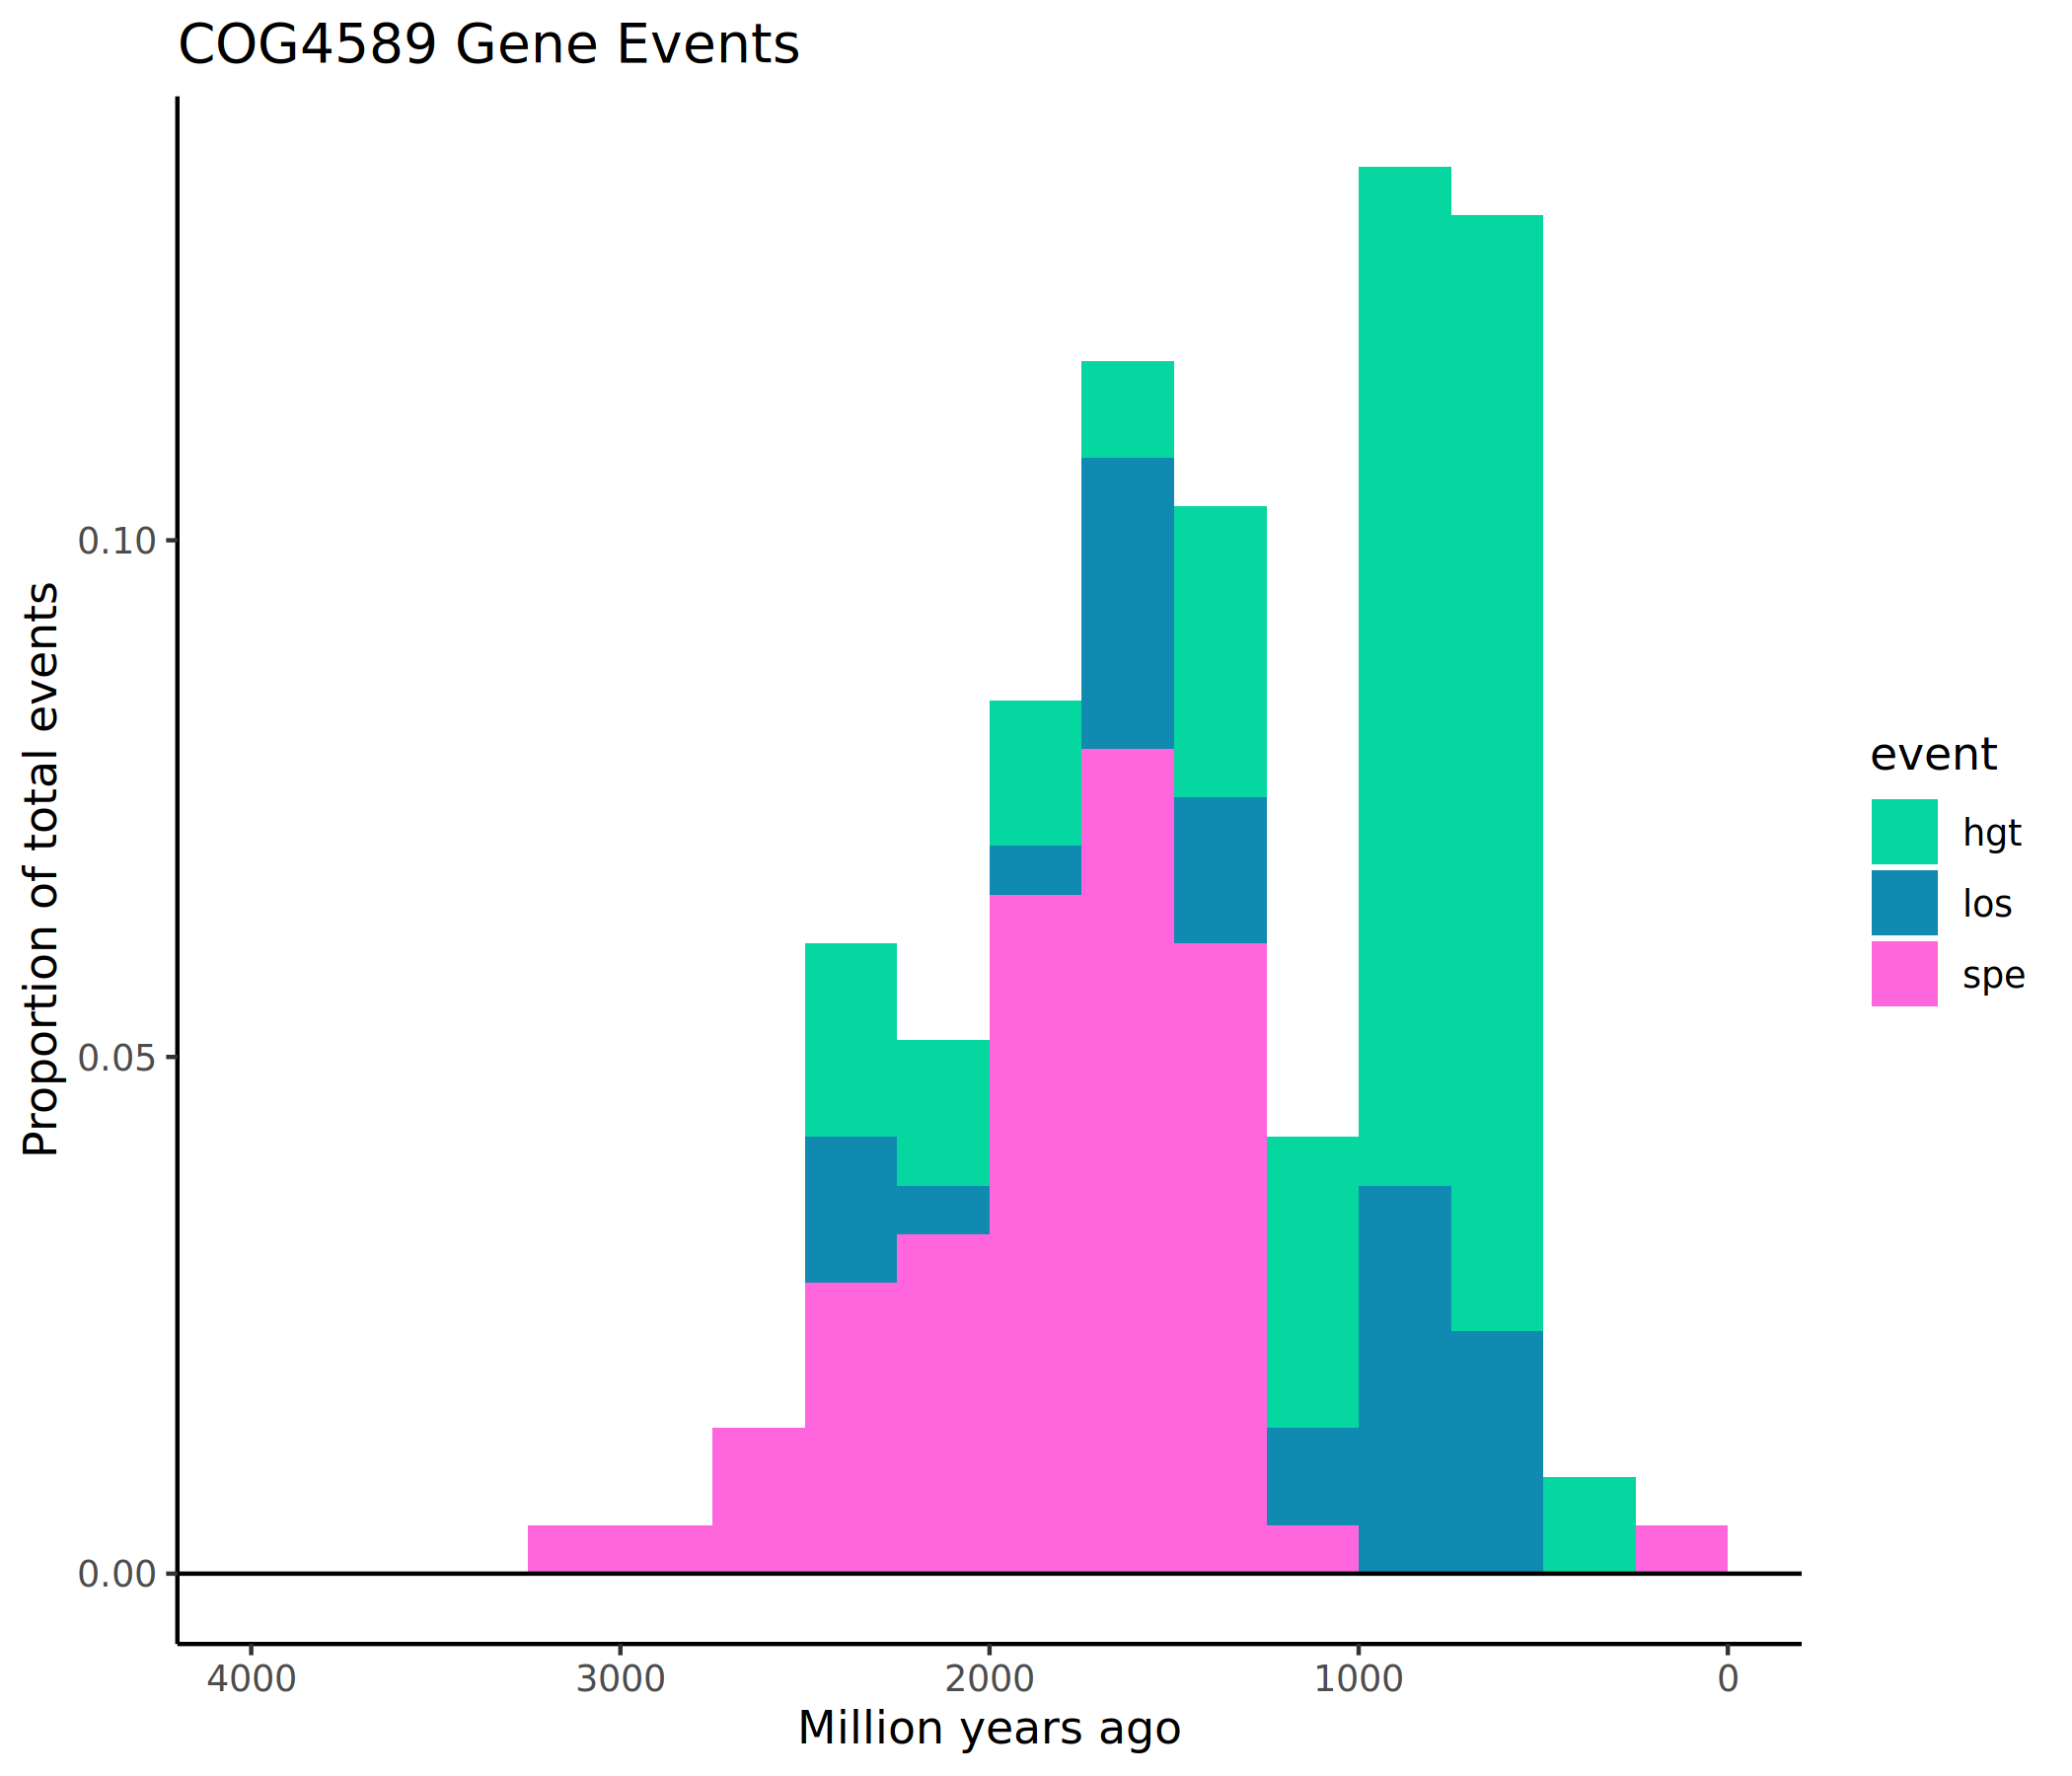 COG4589 Gene Events
Proportion of total events
0.10
0.05
0.00
4000 3000 2000 1000 0
Million years ago
event
hgt
los
spe